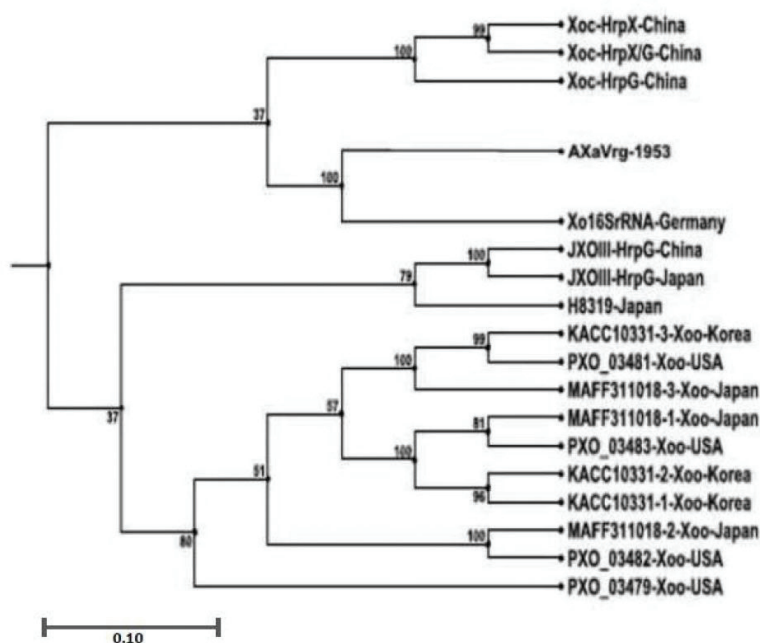 99
Xoc-HrpX-China
100
Xoc-HrpX/G-China
Xoc-HrpG-China
37
AXaVrg-1953
100
Xo16SrRNA-Germany
JXOIII-HrpG-China
100
79
JXOIII-HrpG-Japan
H8319-Japan
KACC10331-3-Xoo-Korea
99
100
PXO_03481-Xoo-USA
MAFF311018-3-Xoo-Japan
57
37
MAFF311018-1-Xoo-Japan
81
100
PXO_03483-Xoo-USA
51
KACC10331-2-Xoo-Korea
96
KACC10331-1-Xoo-Korea
MAFF311018-2-Xoo-Japan
80
100
PXO_03482-Xoo-USA
PXO_03479-Xoo-USA
0.10